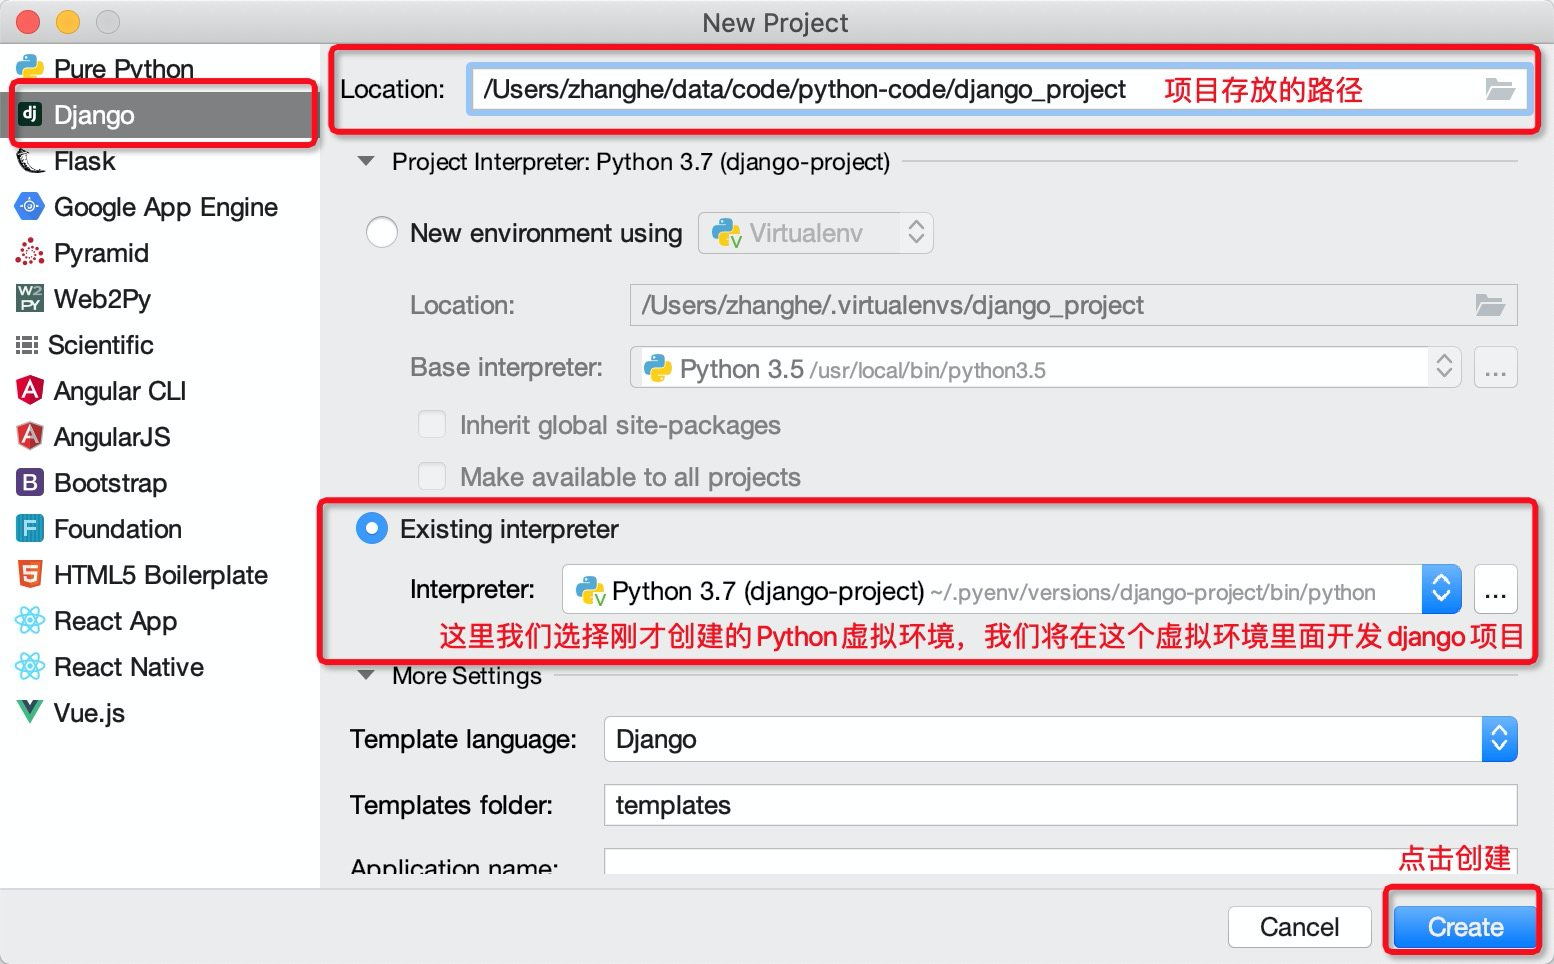 New Project
Pure Python
Django
Flask
Google App Engine
Pyramid
Web2Py
Scientific
Angular CLI
AngularJS
Bootstrap
Foundation
HTML5 Boilerplate
React App
React Native
Vue.js
Location: /Users/zhanghe/data/code/python-code/django_project 项目存放的路径
Project Interpreter: Python 3.7 (django-project)
New environment using Virtualenv
Location: /Users/zhanghe/.virtualenvs/django_project
Base interpreter: Python 3.5 /usr/local/bin/python3.5 ...
Inherit global site-packages
Make available to all projects
Existing interpreter
Interpreter: Python 3.7 (django-project) ~/.pyenv/versions/django-project/bin/python ...
这里我们选择刚才创建的Python虚拟环境，我们将在这个虚拟环境里面开发django项目
More Settings
Template language: Django
Templates folder: templates
Application name:
点击创建
Cancel Create